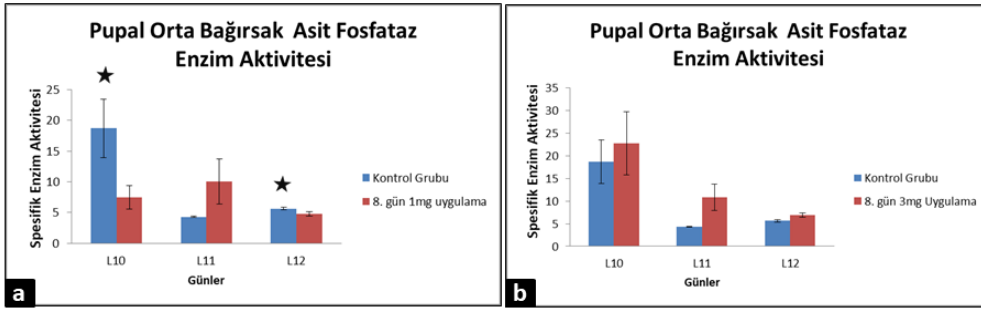 Pupal Orta Bağırsak Asit Fosfataz
Enzim Aktivitesi
Spesifik Enzim Aktivitesi
25
20
15
10
5
0
L10
L11
L12
Günler
Kontrol Grubu
8. gün 1mg uygulama
a
Pupal Orta Bağırsak Asit Fosfataz
Enzim Aktivitesi
Spesifik Enzim Aktivitesi
35
30
25
20
15
10
5
0
L10
L11
L12
Günler
Kontrol Grubu
8. gün 3mg Uygulama
b